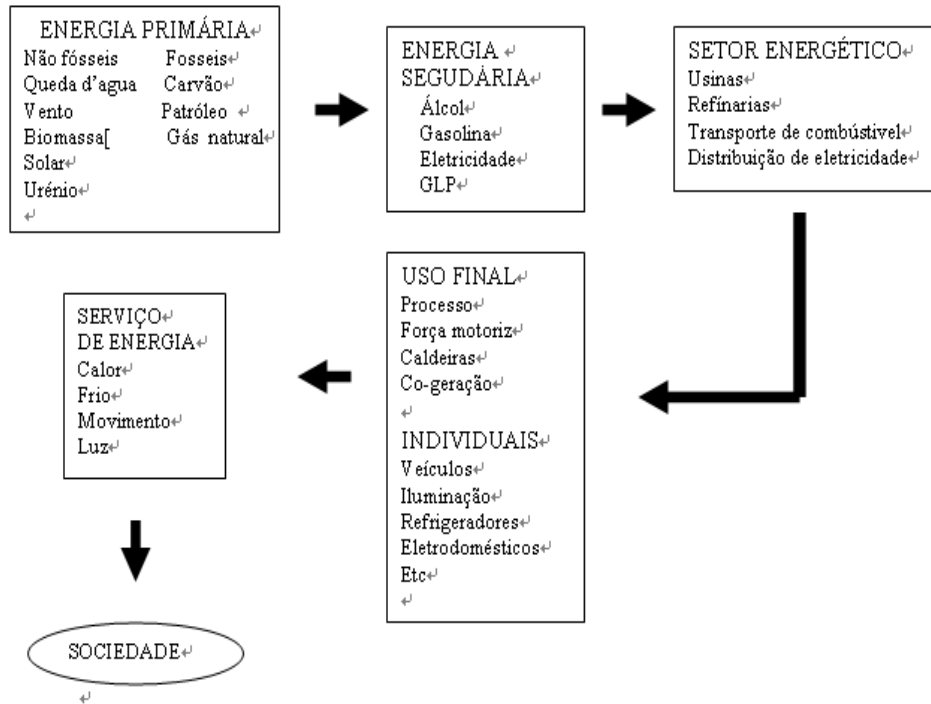 ENERGIA PRIMÁRIA
Não fósseis Fosseis
Queda d'agua Carvão
Vento Patróleo
Biomassa[ Gás natural
Solar
Urénio
ENERGIA
SEGUDÁRIA
Álcol
Gasolina
Eletricidade
GLP
SETOR ENERGÉTICO
Usinas
Refínarias
Transporte de combústivel
Distribuição de eletricidade
USO FINAL
Processo
Força motoriz
Caldeiras
Co-geração
INDIVIDUAIS
Veículos
Iluminação
Refrigeradores
Eletrodomésticos
Etc
SERVIÇO
DE ENERGIA
Calor
Frio
Movimento
Luz
SOCIEDADE